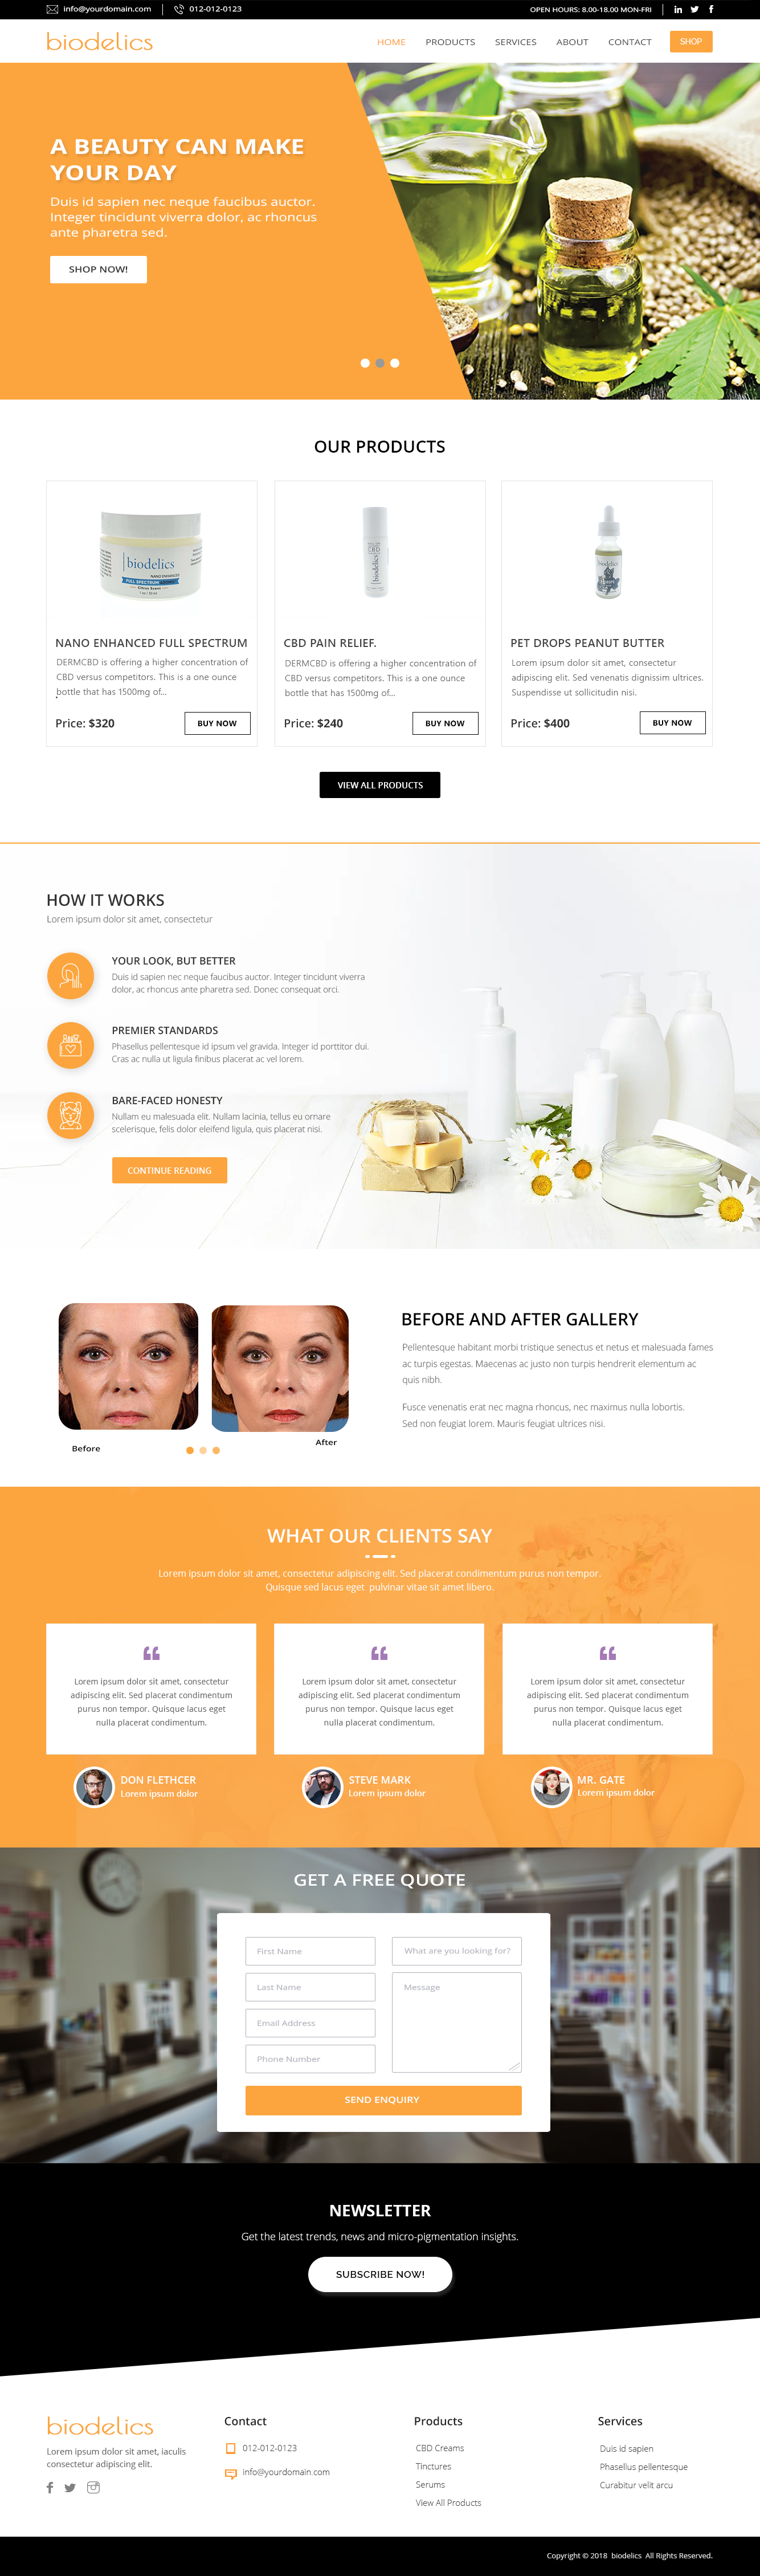 info@yourdomain.com
012-012-0123
OPEN HOURS: 8.00-18.00 MON-FRI
biodelics
HOME
PRODUCTS
SERVICES
ABOUT
CONTACT
SHOP
A BEAUTY CAN MAKE
YOUR DAY
Duis id sapien nec neque faucibus auctor.
Integer tincidunt viverra dolor, ac rhoncus
ante pharetra sed.
SHOP NOW!
OUR PRODUCTS
biodelics
NANO ENHANCED
FULL SPECTRUM
Citrus Scent
CBD
biodelics
biodelics
NANO ENHANCED FULL SPECTRUM
DERMCBD is offering a higher concentration of
CBD versus competitors. This is a one ounce
bottle that has 1500mg of...
Price: $320
BUY NOW
CBD PAIN RELIEF.
DERMCBD is offering a higher concentration of
CBD versus competitors. This is a one ounce
bottle that has 1500mg of...
Price: $240
BUY NOW
PET DROPS PEANUT BUTTER
Lorem ipsum dolor sit amet, consectetur
adipiscing elit. Sed venenatis dignissim ultrices.
Suspendisse ut sollicitudin nisi.
Price: $400
BUY NOW
VIEW ALL PRODUCTS
HOW IT WORKS
Lorem ipsum dolor sit amet, consectetur
YOUR LOOK, BUT BETTER
Duis id sapien nec neque faucibus auctor. Integer tincidunt viverra
dolor, ac rhoncus ante pharetra sed. Donec consequat orci.
PREMIER STANDARDS
Phasellus pellentesque id ipsum vel gravida. Integer id porttitor dui.
Cras ac nulla ut ligula finibus placerat ac vel lorem.
BARE-FACED HONESTY
Nullam eu malesuada elit. Nullam lacinia, tellus eu ornare
scelerisque, felis dolor eleifend ligula, quis placerat nisi.
CONTINUE READING
Before
After
BEFORE AND AFTER GALLERY
Pellentesque habitant morbi tristique senectus et netus et malesuada fames
ac turpis egestas. Maecenas ac justo non turpis hendrerit elementum ac
quis nibh.
Fusce venenatis erat nec magna rhoncus, nec maximus nulla lobortis.
Sed non feugiat lorem. Mauris feugiat ultrices nisi.
WHAT OUR CLIENTS SAY
Lorem ipsum dolor sit amet, consectetur adipiscing elit. Sed placerat condimentum purus non tempor.
Quisque sed lacus eget pulvinar vitae sit amet libero.
Lorem ipsum dolor sit amet, consectetur
adipiscing elit. Sed placerat condimentum
purus non tempor. Quisque lacus eget
nulla placerat condimentum.
DON FLETHCER
Lorem ipsum dolor
Lorem ipsum dolor sit amet, consectetur
adipiscing elit. Sed placerat condimentum
purus non tempor. Quisque lacus eget
nulla placerat condimentum.
STEVE MARK
Lorem ipsum dolor
Lorem ipsum dolor sit amet, consectetur
adipiscing elit. Sed placerat condimentum
purus non tempor. Quisque lacus eget
nulla placerat condimentum.
MR. GATE
Lorem ipsum dolor
GET A FREE QUOTE
First Name
Last Name
Email Address
Phone Number
What are you looking for?
Message
SEND ENQUIRY
NEWSLETTER
Get the latest trends, news and micro-pigmentation insights.
SUBSCRIBE NOW!
biodelics
Lorem ipsum dolor sit amet, iaculis
consectetur adipiscing elit.
Contact
012-012-0123
info@yourdomain.com
Products
CBD Creams
Tinctures
Serums
View All Products
Services
Duis id sapien
Phasellus pellentesque
Curabitur velit arcu
Copyright © 2018 biodelics All Rights Reserved.